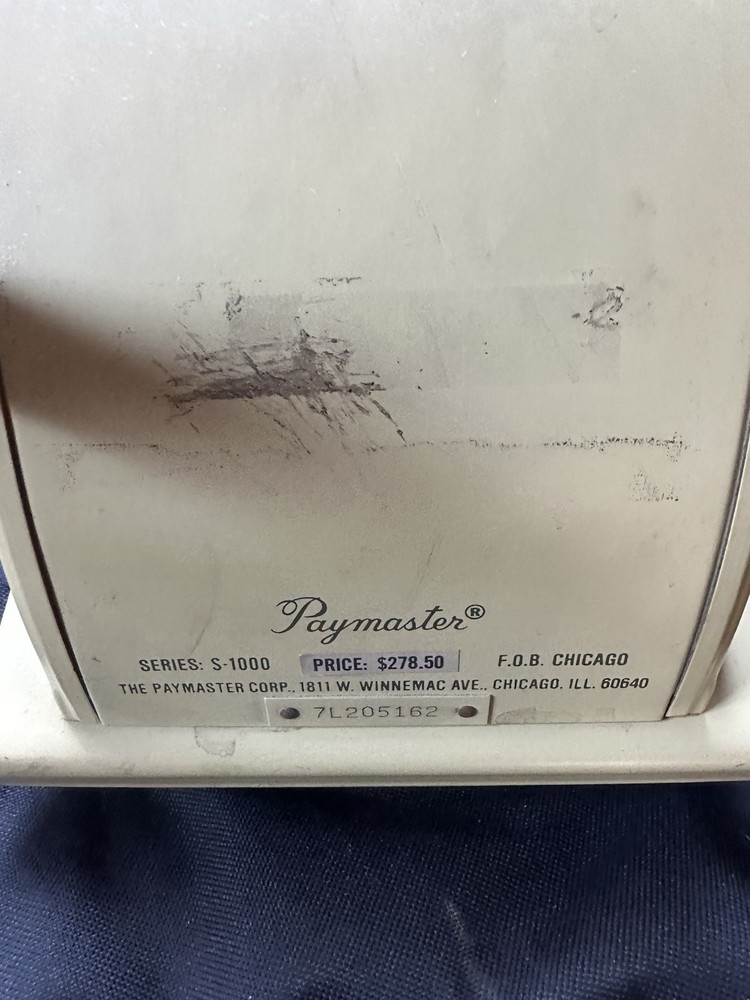 Paymaster®
SERIES: S-1000 PRICE: $278.50 F.O.B. CHICAGO
THE PAYMASTER CORP., 1811 W. WINNEMAC AVE., CHICAGO, ILL. 60640
7L205162